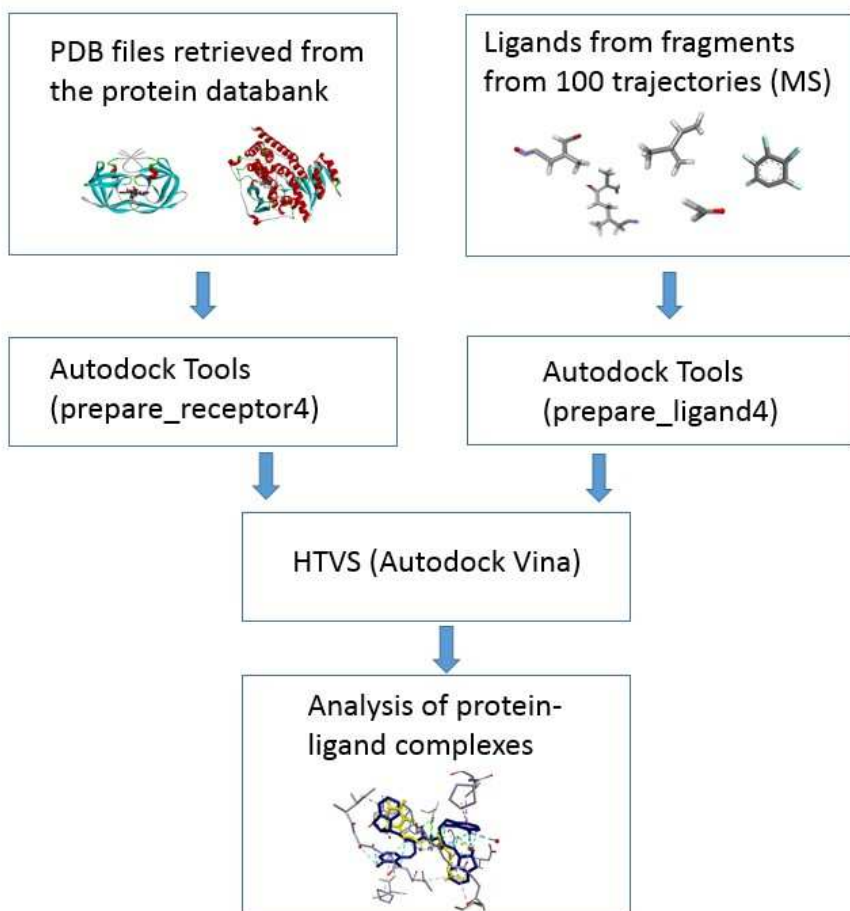 PDB files retrieved from
the protein databank
Ligands from fragments
from 100 trajectories (MS)
Autodock Tools
(prepare_receptor4)
Autodock Tools
(prepare_ligand4)
HTVS (Autodock Vina)
Analysis of protein-
ligand complexes